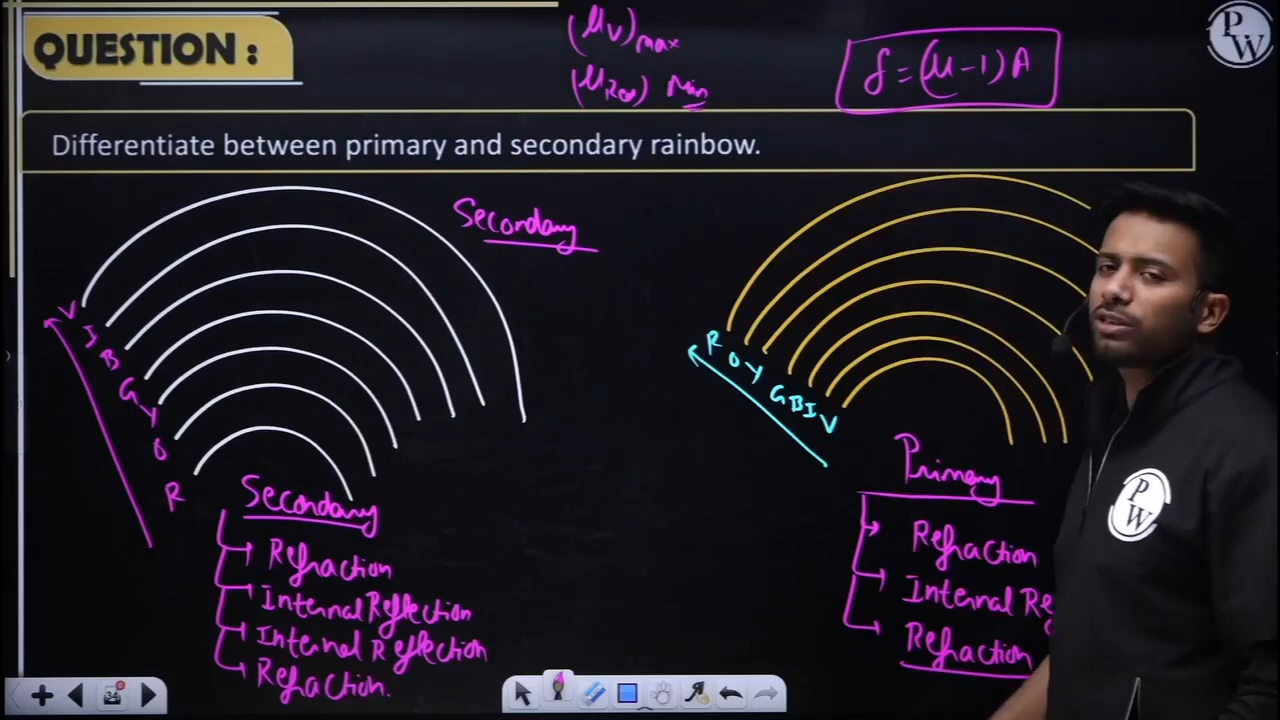 QUESTION :
(μv)max
(μRed) Min
δ = (μ-1) A
P
W
Differentiate between primary and secondary rainbow.
Secondary
V
I
B
G
Y
O
R
R O Y G B I V
Secondary
Refraction
Internal Reflection
Internal Reflection
Refraction.
Primary
Refraction
Internal Re
Refraction
P
W
34